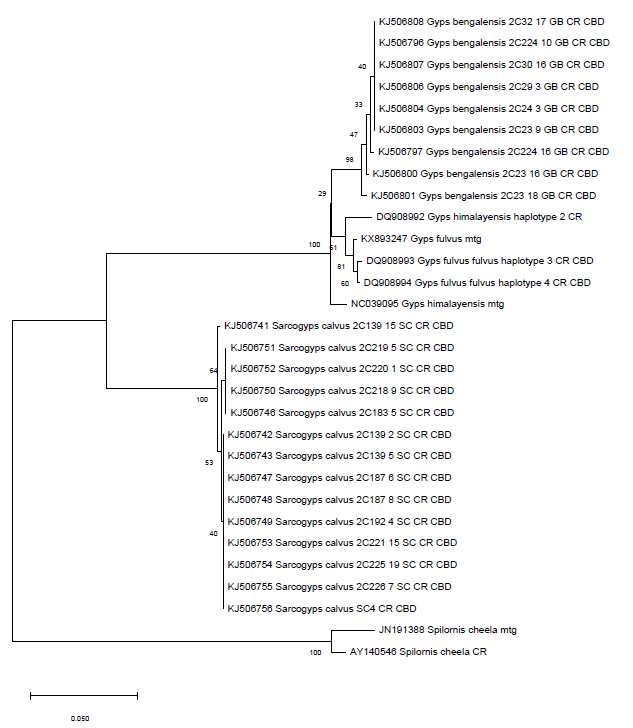 KJ506808 Gyps bengalensis 2C32 17 GB CR CBD
KJ506796 Gyps bengalensis 2C224 10 GB CR CBD
40
KJ506807 Gyps bengalensis 2C30 16 GB CR CBD
KJ506806 Gyps bengalensis 2C29 3 GB CR CBD
33
KJ506804 Gyps bengalensis 2C24 3 GB CR CBD
KJ506803 Gyps bengalensis 2C23 9 GB CR CBD
47
KJ506797 Gyps bengalensis 2C224 16 GB CR CBD
98
KJ506800 Gyps bengalensis 2C23 16 GB CR CBD
29
KJ506801 Gyps bengalensis 2C23 18 GB CR CBD
DQ908992 Gyps himalayensis haplotype 2 CR
KX893247 Gyps fulvus mtg
100
61
DQ908993 Gyps fulvus fulvus haplotype 3 CR CBD
81
DQ908994 Gyps fulvus fulvus haplotype 4 CR CBD
60
NC039095 Gyps himalayensis mtg
KJ506741 Sarcogyps calvus 2C139 15 SC CR CBD
KJ506751 Sarcogyps calvus 2C219 5 SC CR CBD
KJ506752 Sarcogyps calvus 2C220 1 SC CR CBD
64
KJ506750 Sarcogyps calvus 2C218 9 SC CR CBD
100
KJ506746 Sarcogyps calvus 2C183 5 SC CR CBD
KJ506742 Sarcogyps calvus 2C139 2 SC CR CBD
KJ506743 Sarcogyps calvus 2C139 5 SC CR CBD
53
KJ506747 Sarcogyps calvus 2C187 6 SC CR CBD
KJ506748 Sarcogyps calvus 2C187 8 SC CR CBD
KJ506749 Sarcogyps calvus 2C192 4 SC CR CBD
40
KJ506753 Sarcogyps calvus 2C221 15 SC CR CBD
KJ506754 Sarcogyps calvus 2C225 19 SC CR CBD
KJ506755 Sarcogyps calvus 2C226 7 SC CR CBD
KJ506756 Sarcogyps calvus SC4 CR CBD
JN191388 Spilornis cheela mtg
100
AY140546 Spilornis cheela CR
0.050